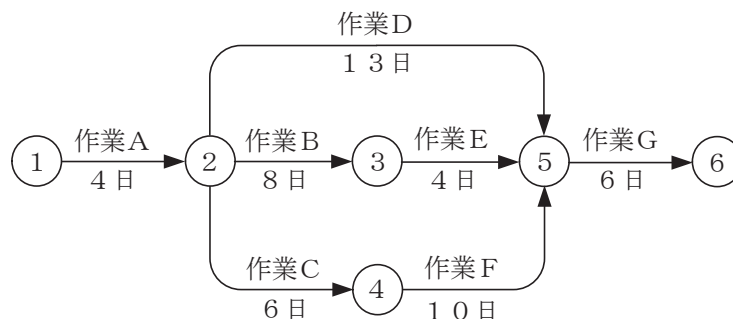 作業D
１３日
作業A
作業B
作業E
作業G
①
②
③
⑤
⑥
４日
８日
４日
６日
作業C
作業F
④
６日
１０日